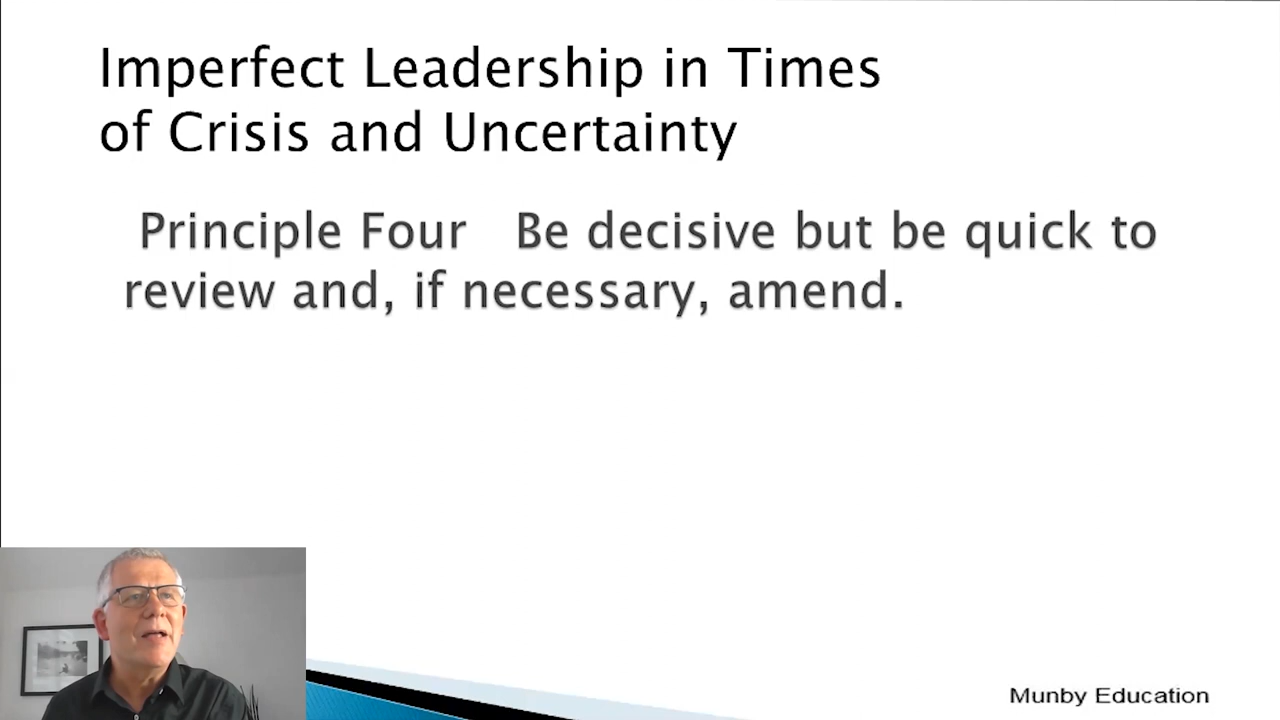 Imperfect Leadership in Times
of Crisis and Uncertainty
Principle Four Be decisive but be quick to
review and, if necessary, amend.
Munby Education